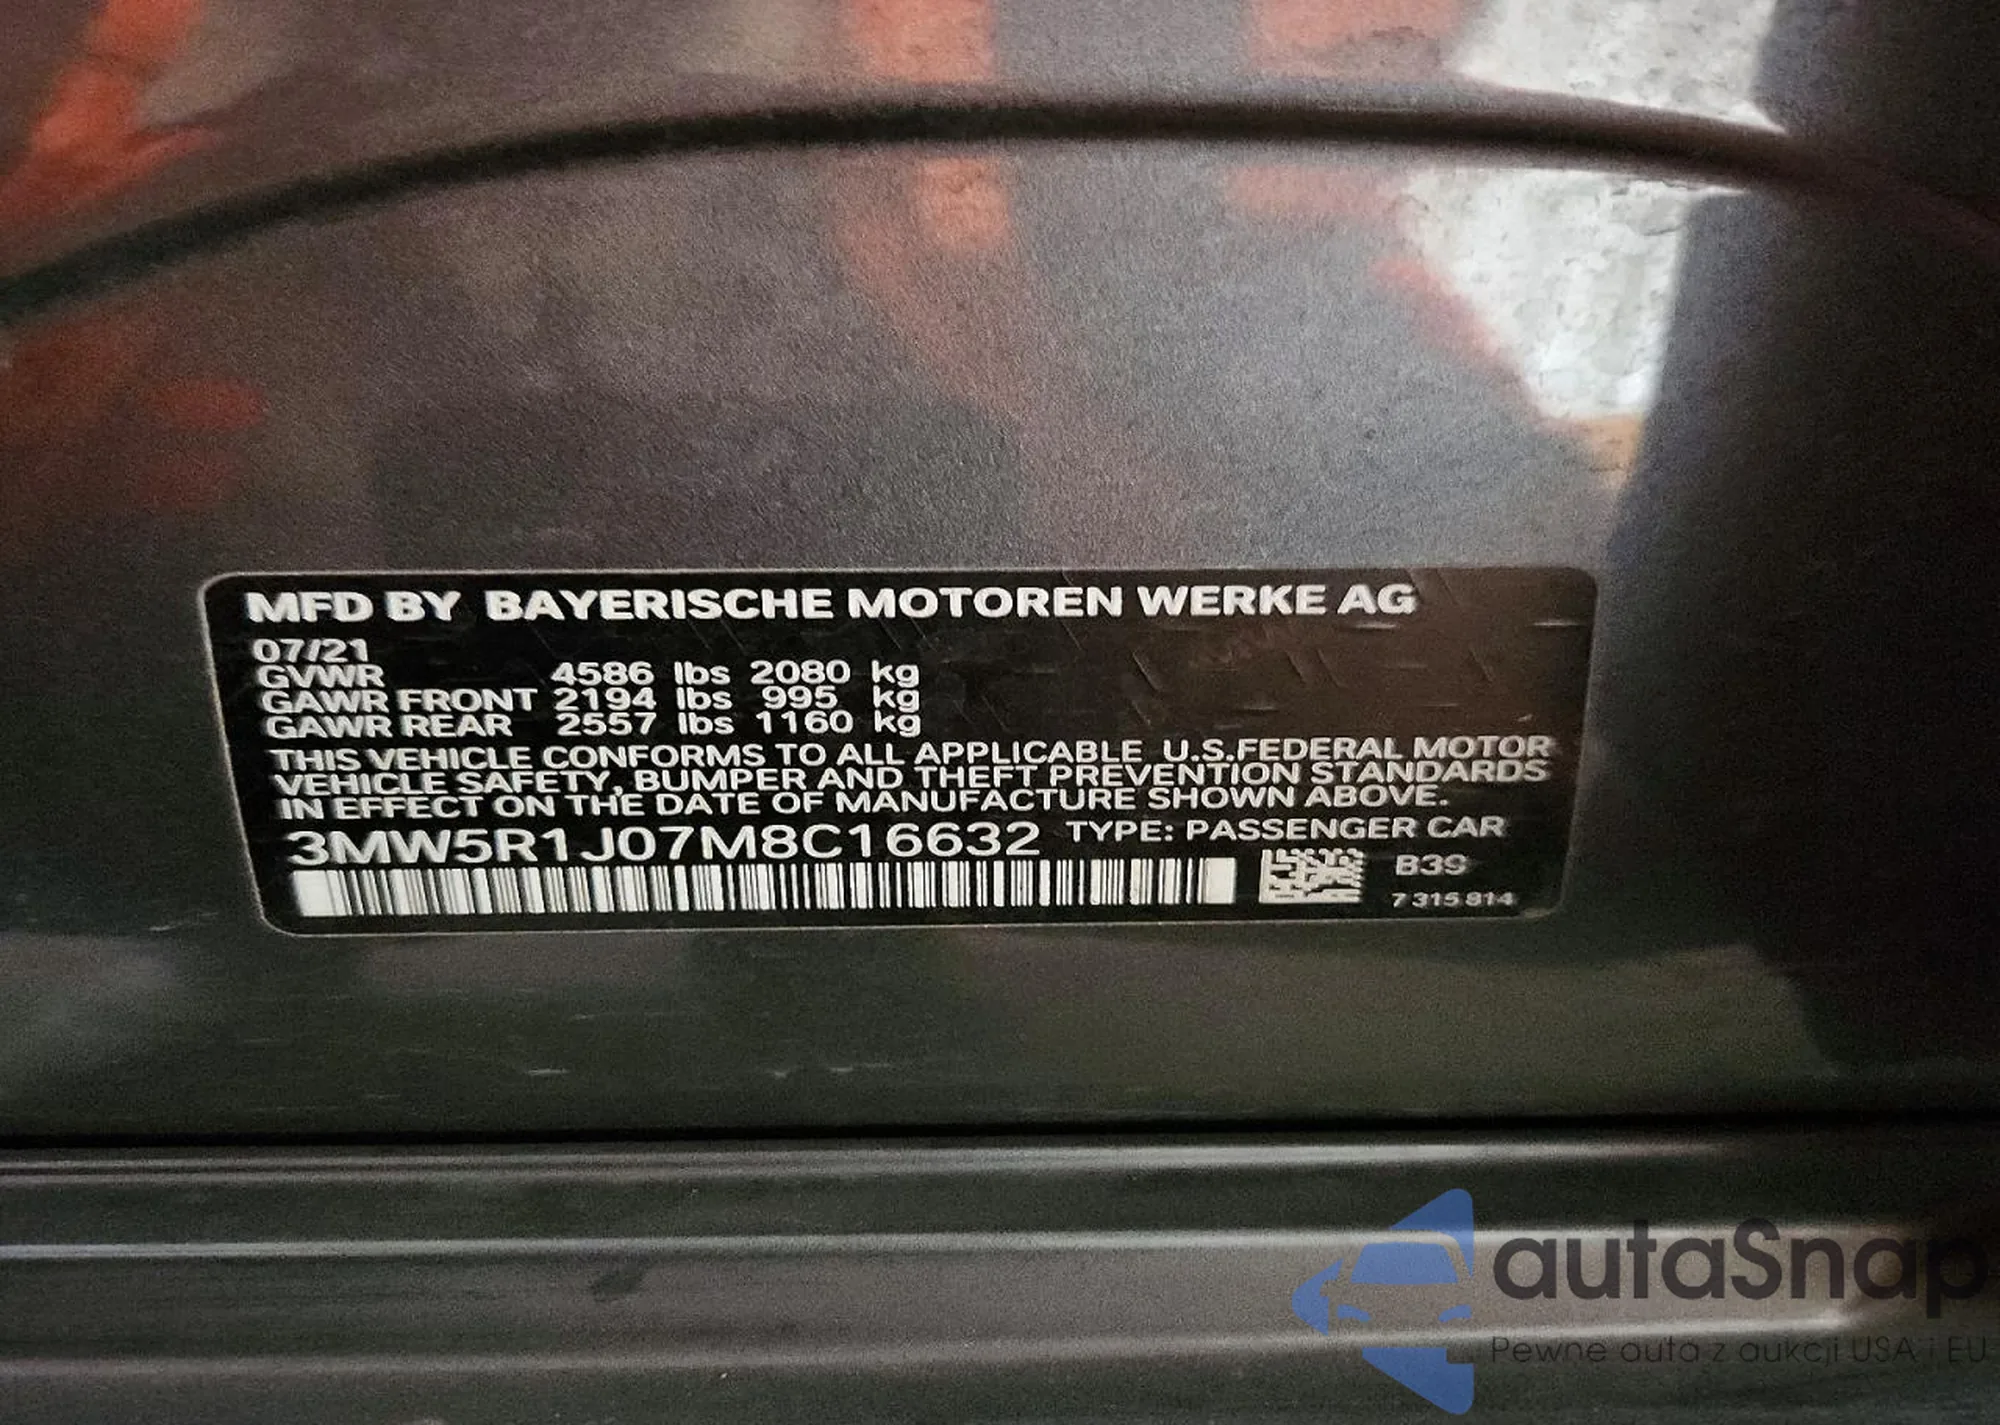 MFD BY BAYERISCHE MOTOREN WERKE AG
07/21
GVWR 4586 lbs 2080 kg
GAWR FRONT 2194 lbs 995 kg
GAWR REAR 2557 lbs 1160 kg
THIS VEHICLE CONFORMS TO ALL APPLICABLE U.S.FEDERAL MOTOR
VEHICLE SAFETY, BUMPER AND THEFT PREVENTION STANDARDS
IN EFFECT ON THE DATE OF MANUFACTURE SHOWN ABOVE.
3MW5R1J07M8C16632 TYPE: PASSENGER CAR
B39
7 315 814
autaSnap
Pewne auta z aukcji USA i EU